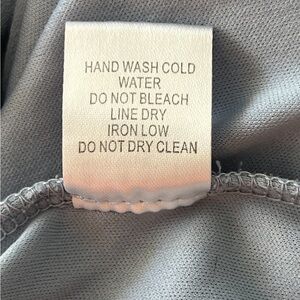 HAND WASH COLD
WATER
DO NOT BLEACH
LINE DRY
IRON LOW
DO NOT DRY CLEAN